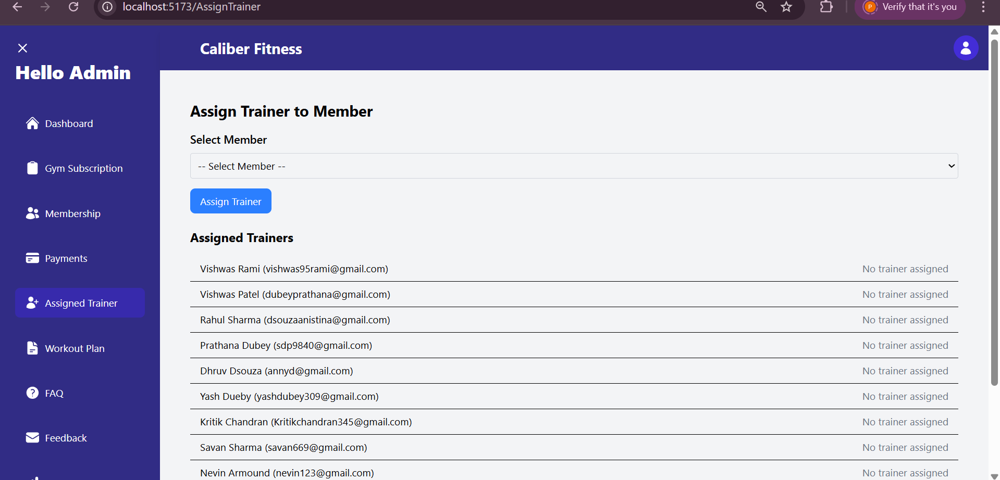 localhost:5173/AssignTrainer
Verify that it's you
P
Hello Admin
Dashboard
Gym Subscription
Membership
Payments
Assigned Trainer
Workout Plan
FAQ
Feedback
Caliber Fitness
Assign Trainer to Member
Select Member
-- Select Member --
Assign Trainer
Assigned Trainers
Vishwas Rami (vishwas95rami@gmail.com) No trainer assigned
Vishwas Patel (dubeyprathana@gmail.com) No trainer assigned
Rahul Sharma (dsouzaanistina@gmail.com) No trainer assigned
Prathana Dubey (sdp9840@gmail.com) No trainer assigned
Dhruv Dsouza (annyd@gmail.com) No trainer assigned
Yash Dueby (yashdubey309@gmail.com) No trainer assigned
Kritik Chandran (Kritikchandran345@gmail.com) No trainer assigned
Savan Sharma (savan669@gmail.com) No trainer assigned
Nevin Armound (nevin123@gmail.com) No trainer assigned